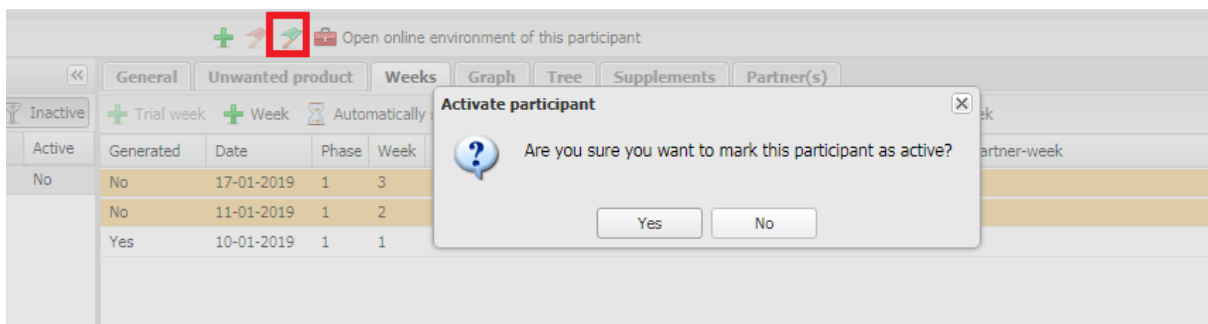 Open online environment of this participant
General Unwanted product Weeks Graph Tree Supplements Partner(s)
Inactive Trial week Week Automatically
Activate participant
Active Generated Date Phase Week artner-week
Are you sure you want to mark this participant as active?
No No 17-01-2019 1 3
No 11-01-2019 1 2
Yes No
Yes 10-01-2019 1 1